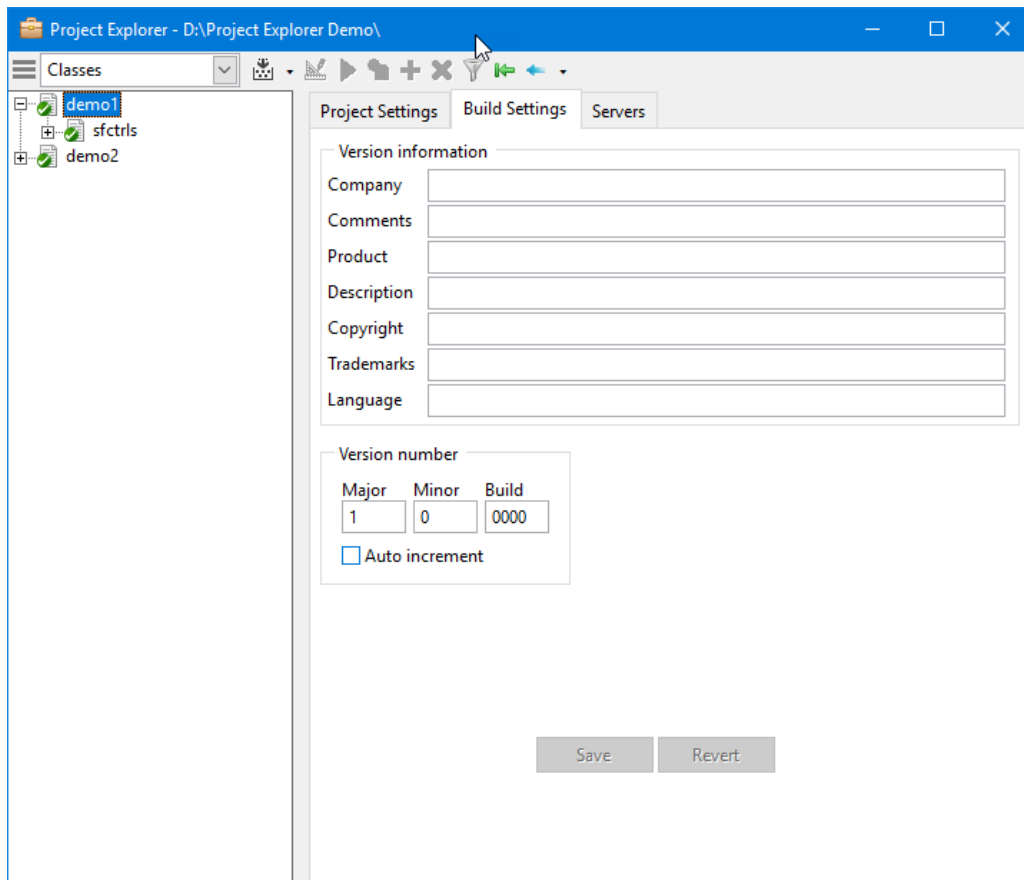 Project Explorer - D:\Project Explorer Demo\
Classes
demo1
sfctrls
demo2
Project Settings
Build Settings
Servers
Version information
Company
Comments
Product
Description
Copyright
Trademarks
Language
Version number
Major Minor Build
1 0 0000
Auto increment
Save Revert